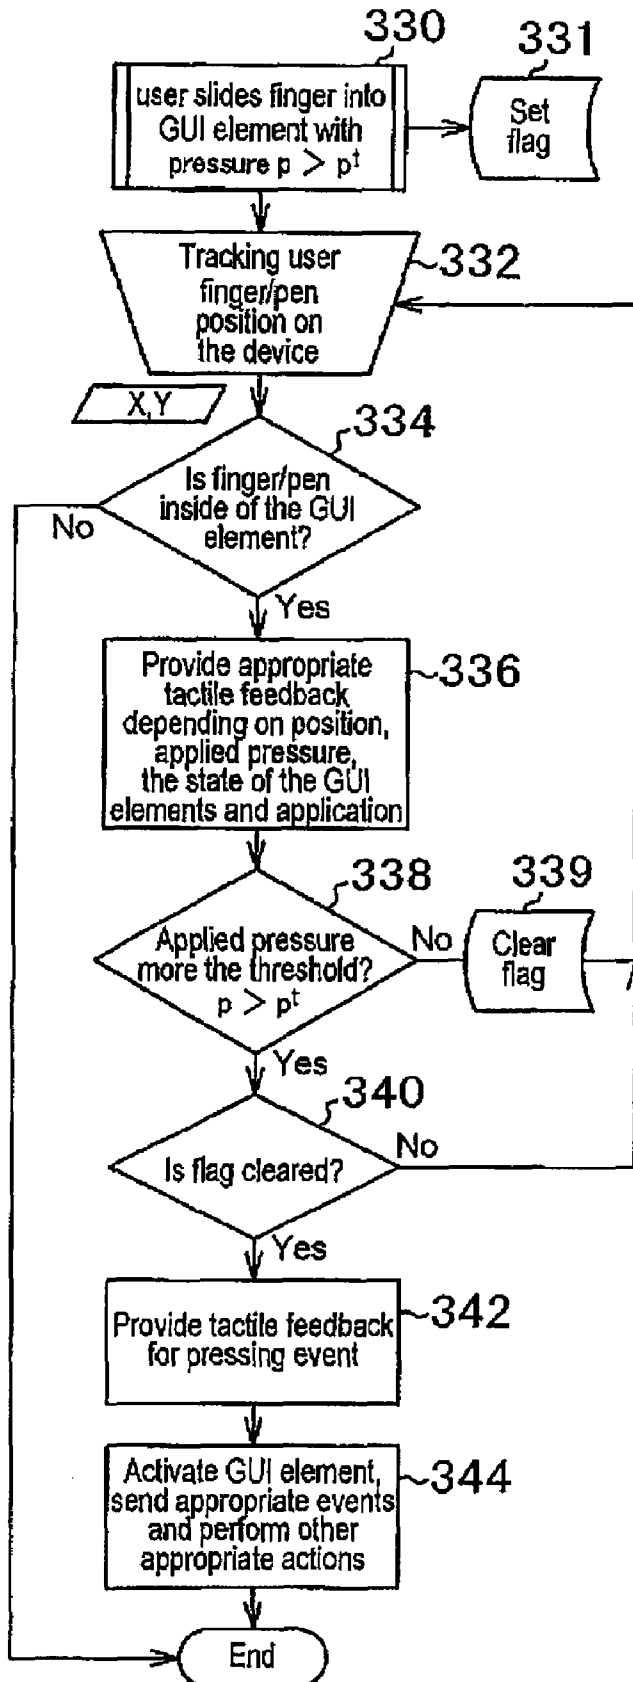 330
331
user slides finger into
GUI element with
pressure p > pᵗ
Set
flag
Tracking user
finger/pen
position on
the device
332
X,Y
334
Is finger/pen
inside of the GUI
element?
No
Yes
Provide appropriate
tactile feedback
depending on position,
applied pressure,
the state of the GUI
elements and application
336
338
339
Applied pressure
more the threshold?
p > pᵗ
No
Clear
flag
Yes
340
Is flag cleared?
No
Yes
Provide tactile feedback
for pressing event
342
Activate GUI element,
send appropriate events
and perform other
appropriate actions
344
End